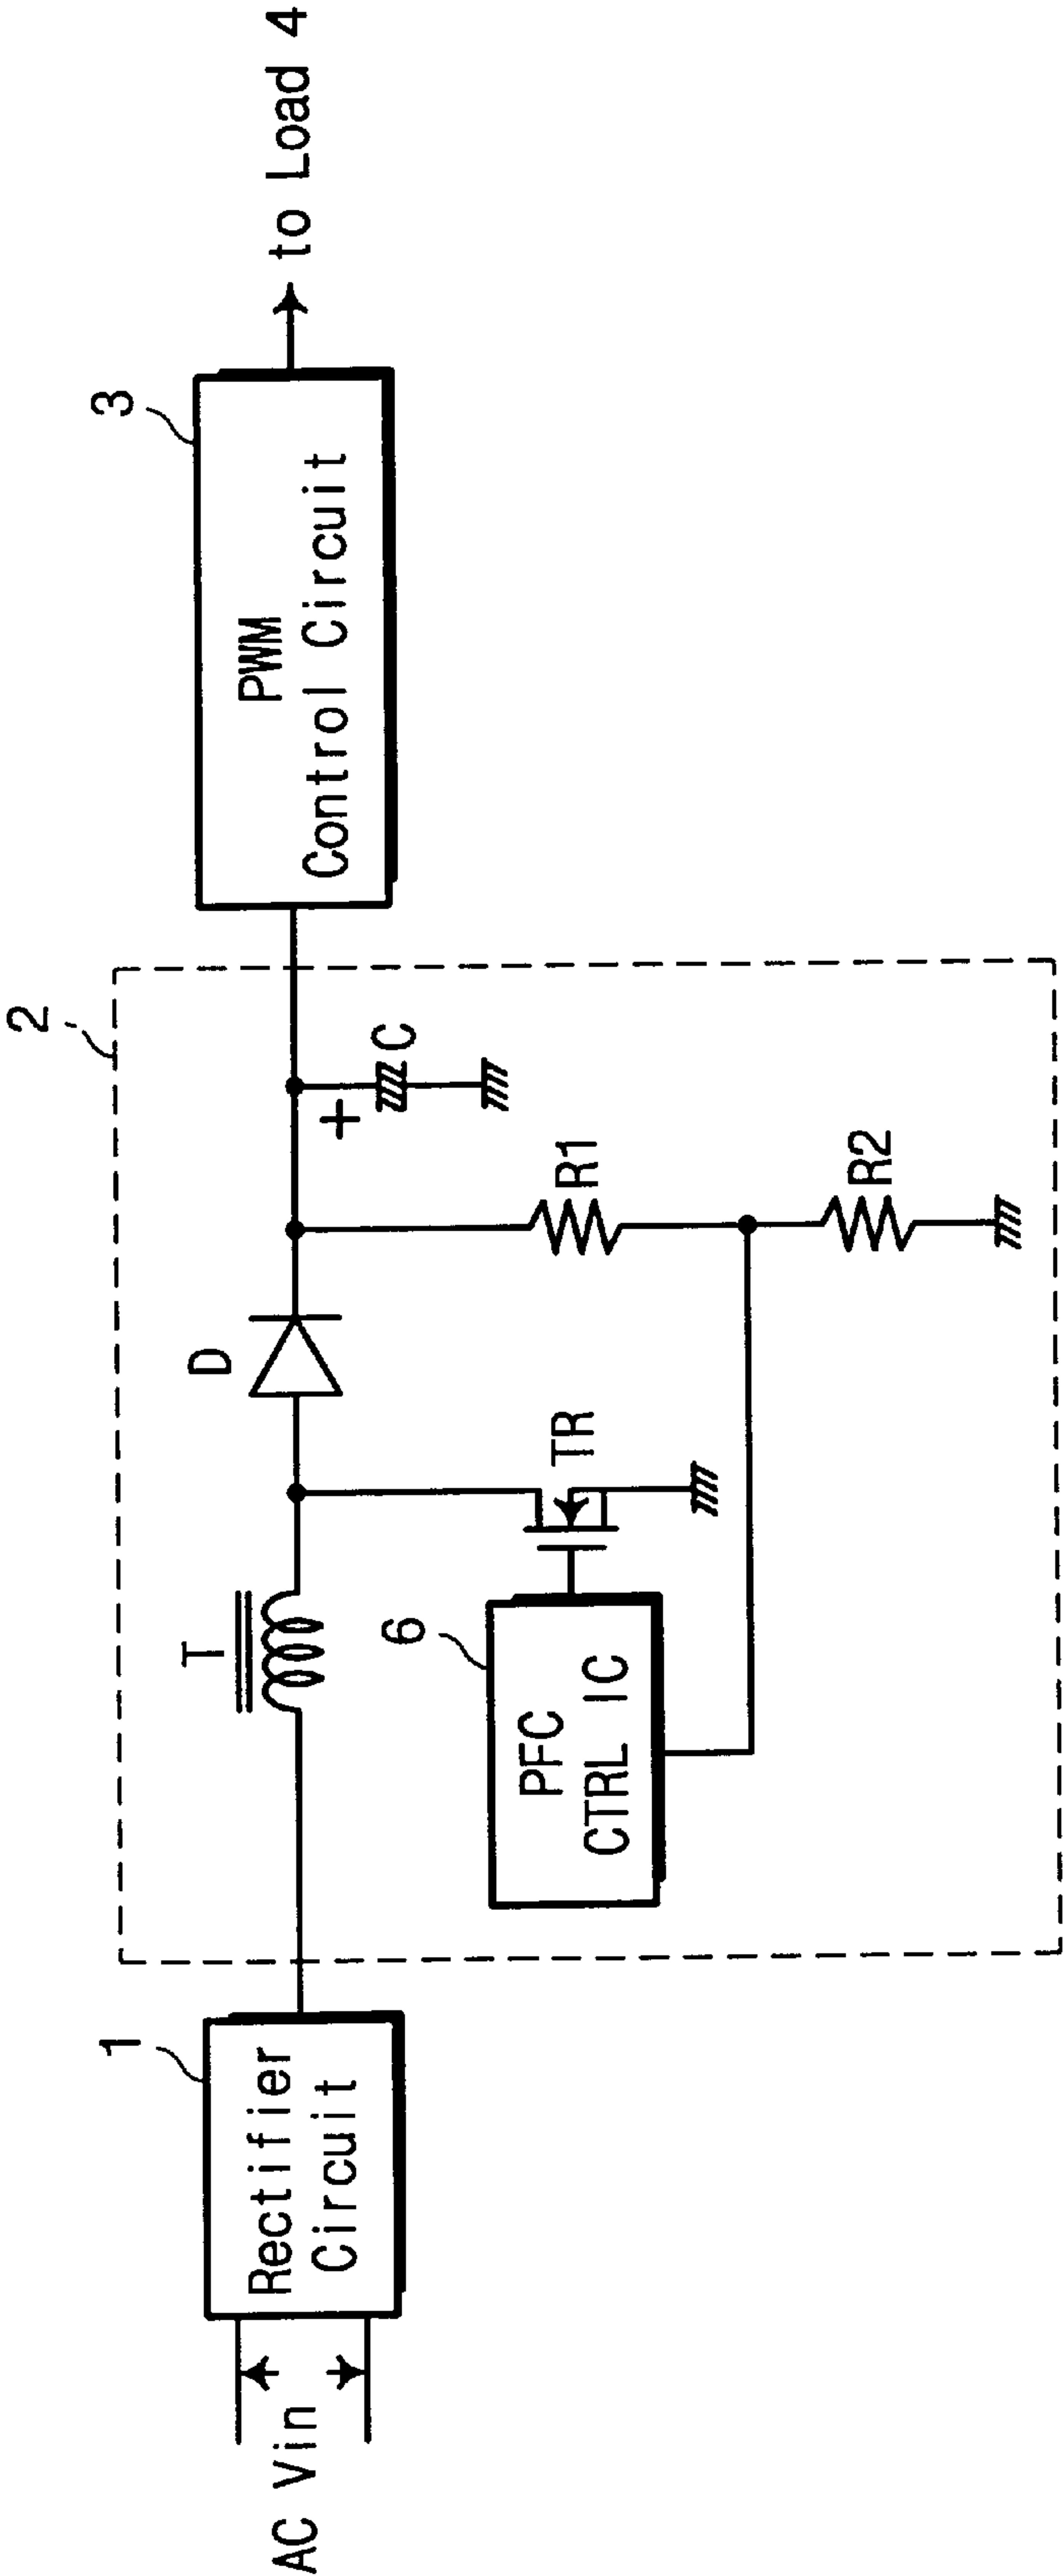 AC Vin
1
Rectifier
Circuit
2
T
D
6
PFC
CTRL IC
TR
+
C
R1
R2
3
PWM
Control Circuit
to Load 4